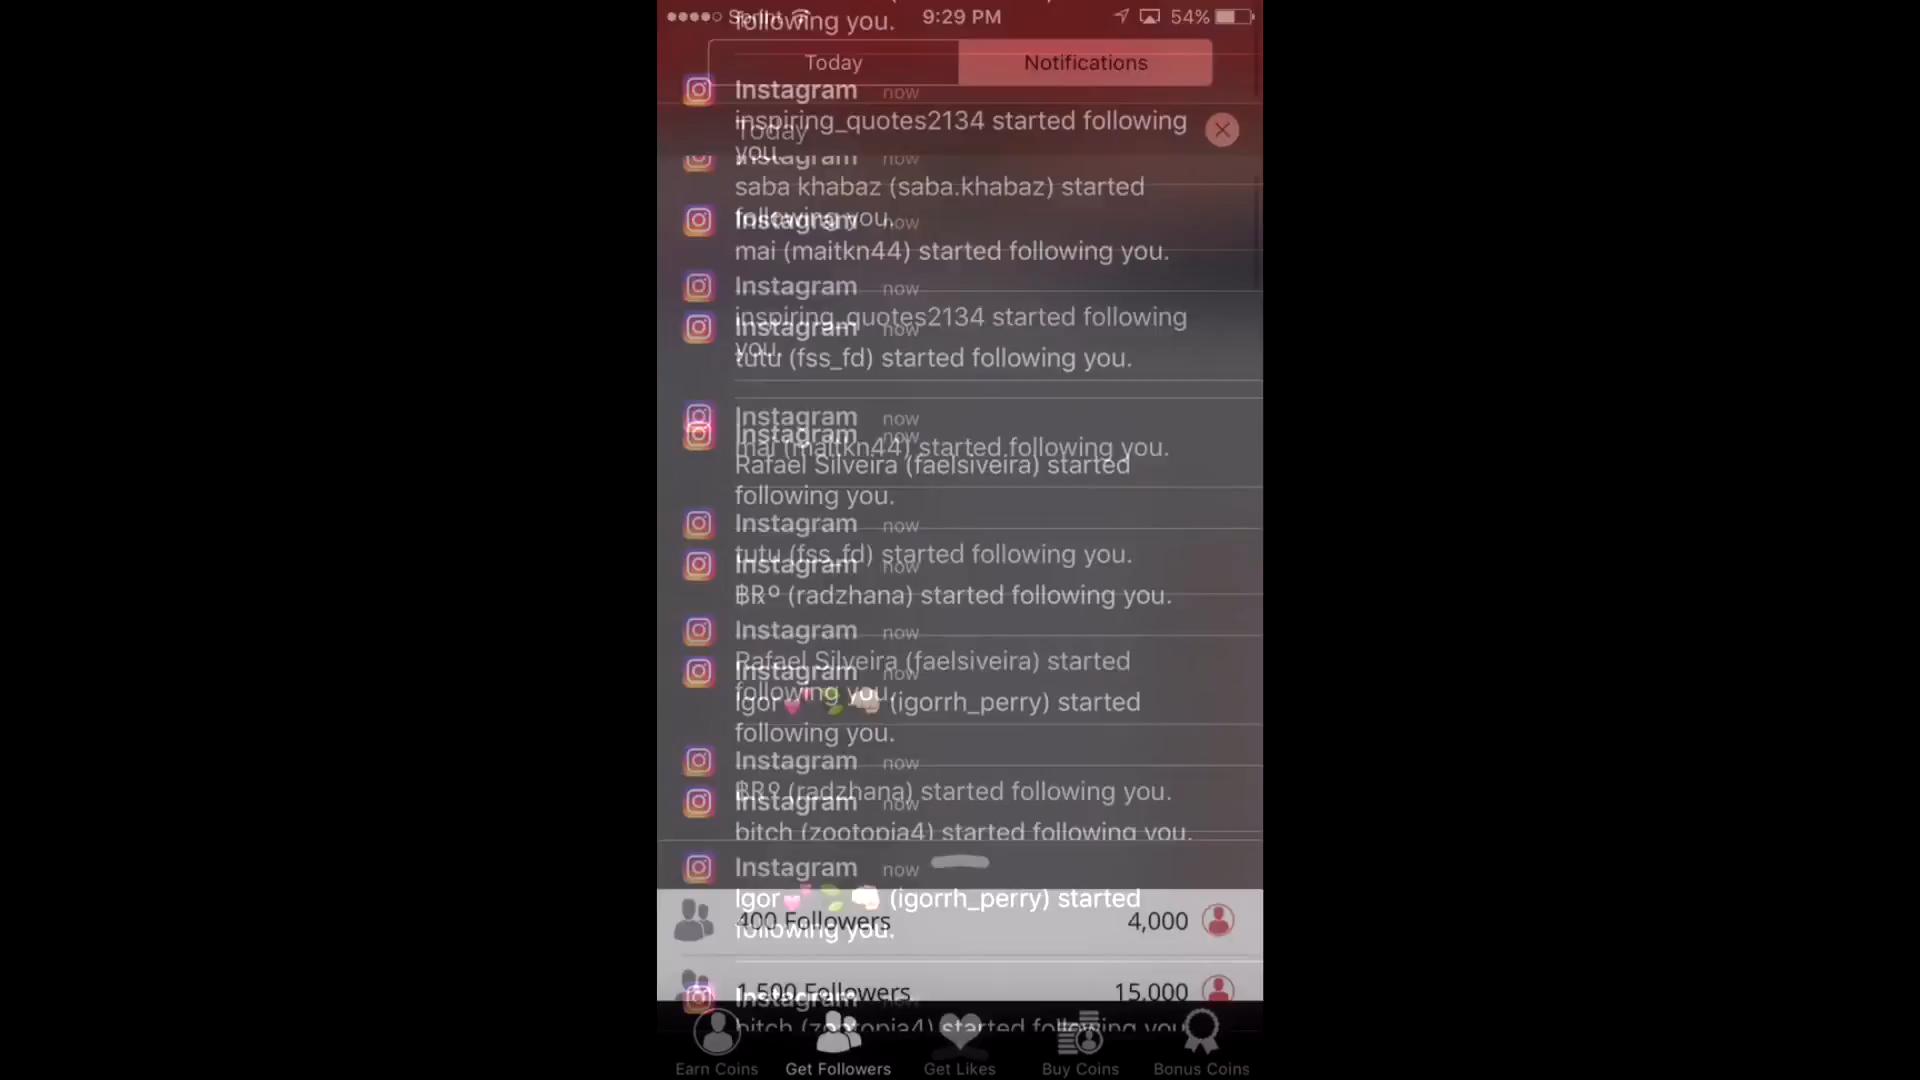 following you.
Sprint 9:29 PM 54%
Today Notifications
Instagram now
inspiring_quotes2134 started following
you.
Today
Instagram now
saba khabaz (saba.khabaz) started
following you.
Instagram now
mai (maitkn44) started following you.
Instagram now
inspiring_quotes2134 started following
you.
Instagram now
tutu (fss_fd) started following you.
Instagram now
mai (maitkn44) started following you.
Instagram now
Rafael Silveira (faelsiveira) started
following you.
Instagram now
tutu (fss_fd) started following you.
Instagram now
(radzhana) started following you.
Instagram now
Rafael Silveira (faelsiveira) started
following you.
Instagram now
Igor💕🍃👊🏻 (igorrh_perry) started
following you.
Instagram now
(radzhana) started following you.
Instagram now
bitch (zootopia4) started following you.
Instagram now
Igor💕🍃👊🏻 (igorrh_perry) started
following you.
400 Followers 4,000
1,500 Followers 15,000
Instagram now
bitch (zootopia4) started following you.
Earn Coins Get Followers Get Likes Buy Coins Bonus Coins